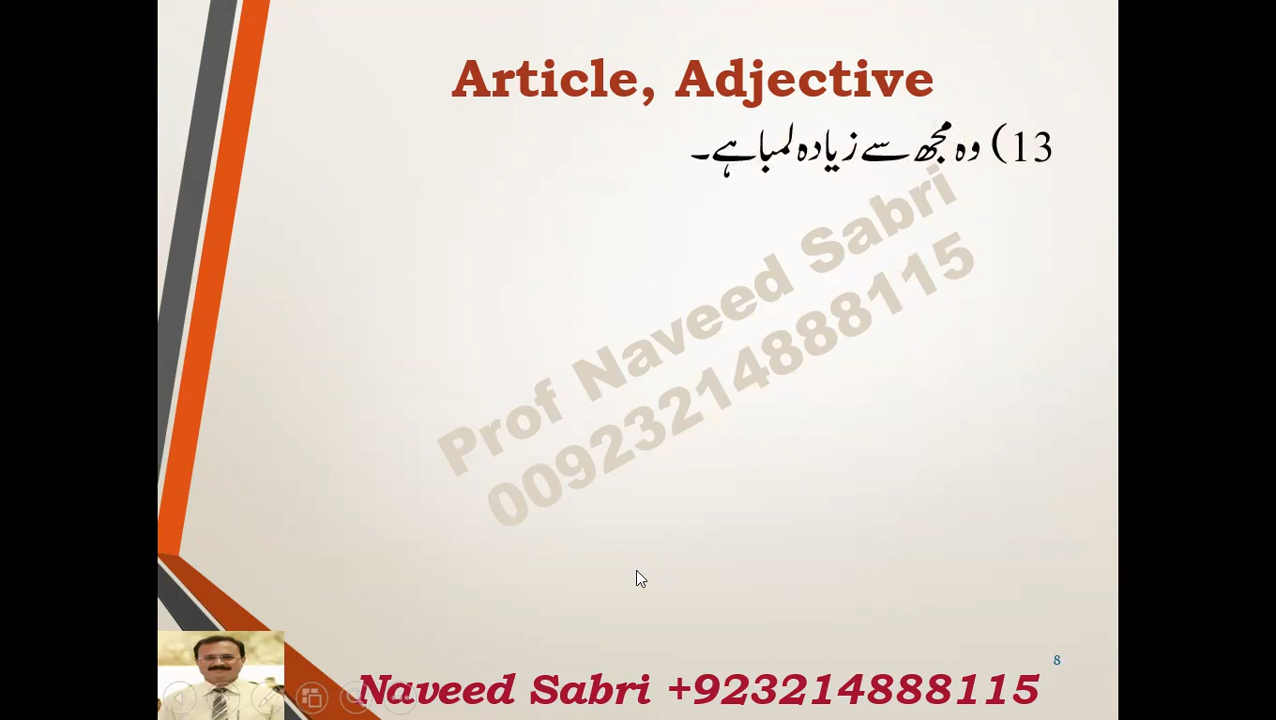 Article, Adjective
13) وہ مجھ سے زیادہ لمبا ہے۔
Prof Naveed Sabri
00923214888115
8
Naveed Sabri +923214888115